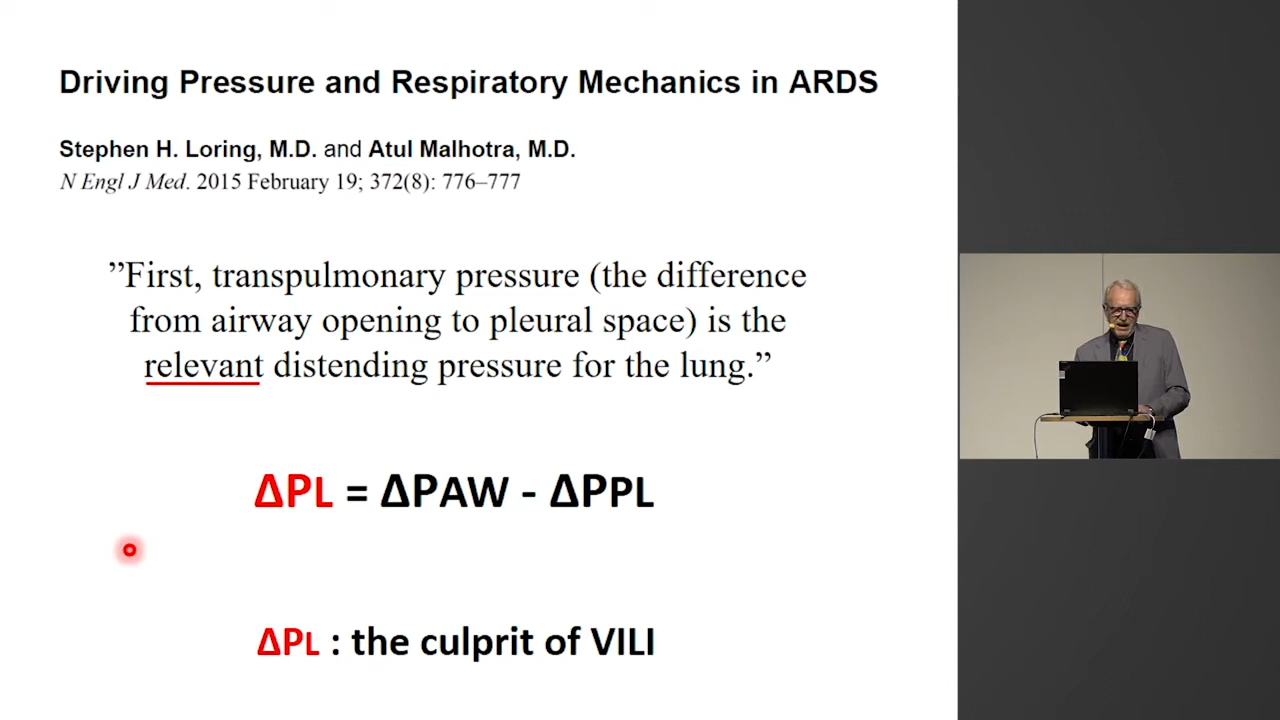 Driving Pressure and Respiratory Mechanics in ARDS
Stephen H. Loring, M.D. and Atul Malhotra, M.D.
N Engl J Med. 2015 February 19; 372(8): 776–777
”First, transpulmonary pressure (the difference
from airway opening to pleural space) is the
relevant distending pressure for the lung.”
ΔPL = ΔPAW - ΔPPL
ΔPL : the culprit of VILI